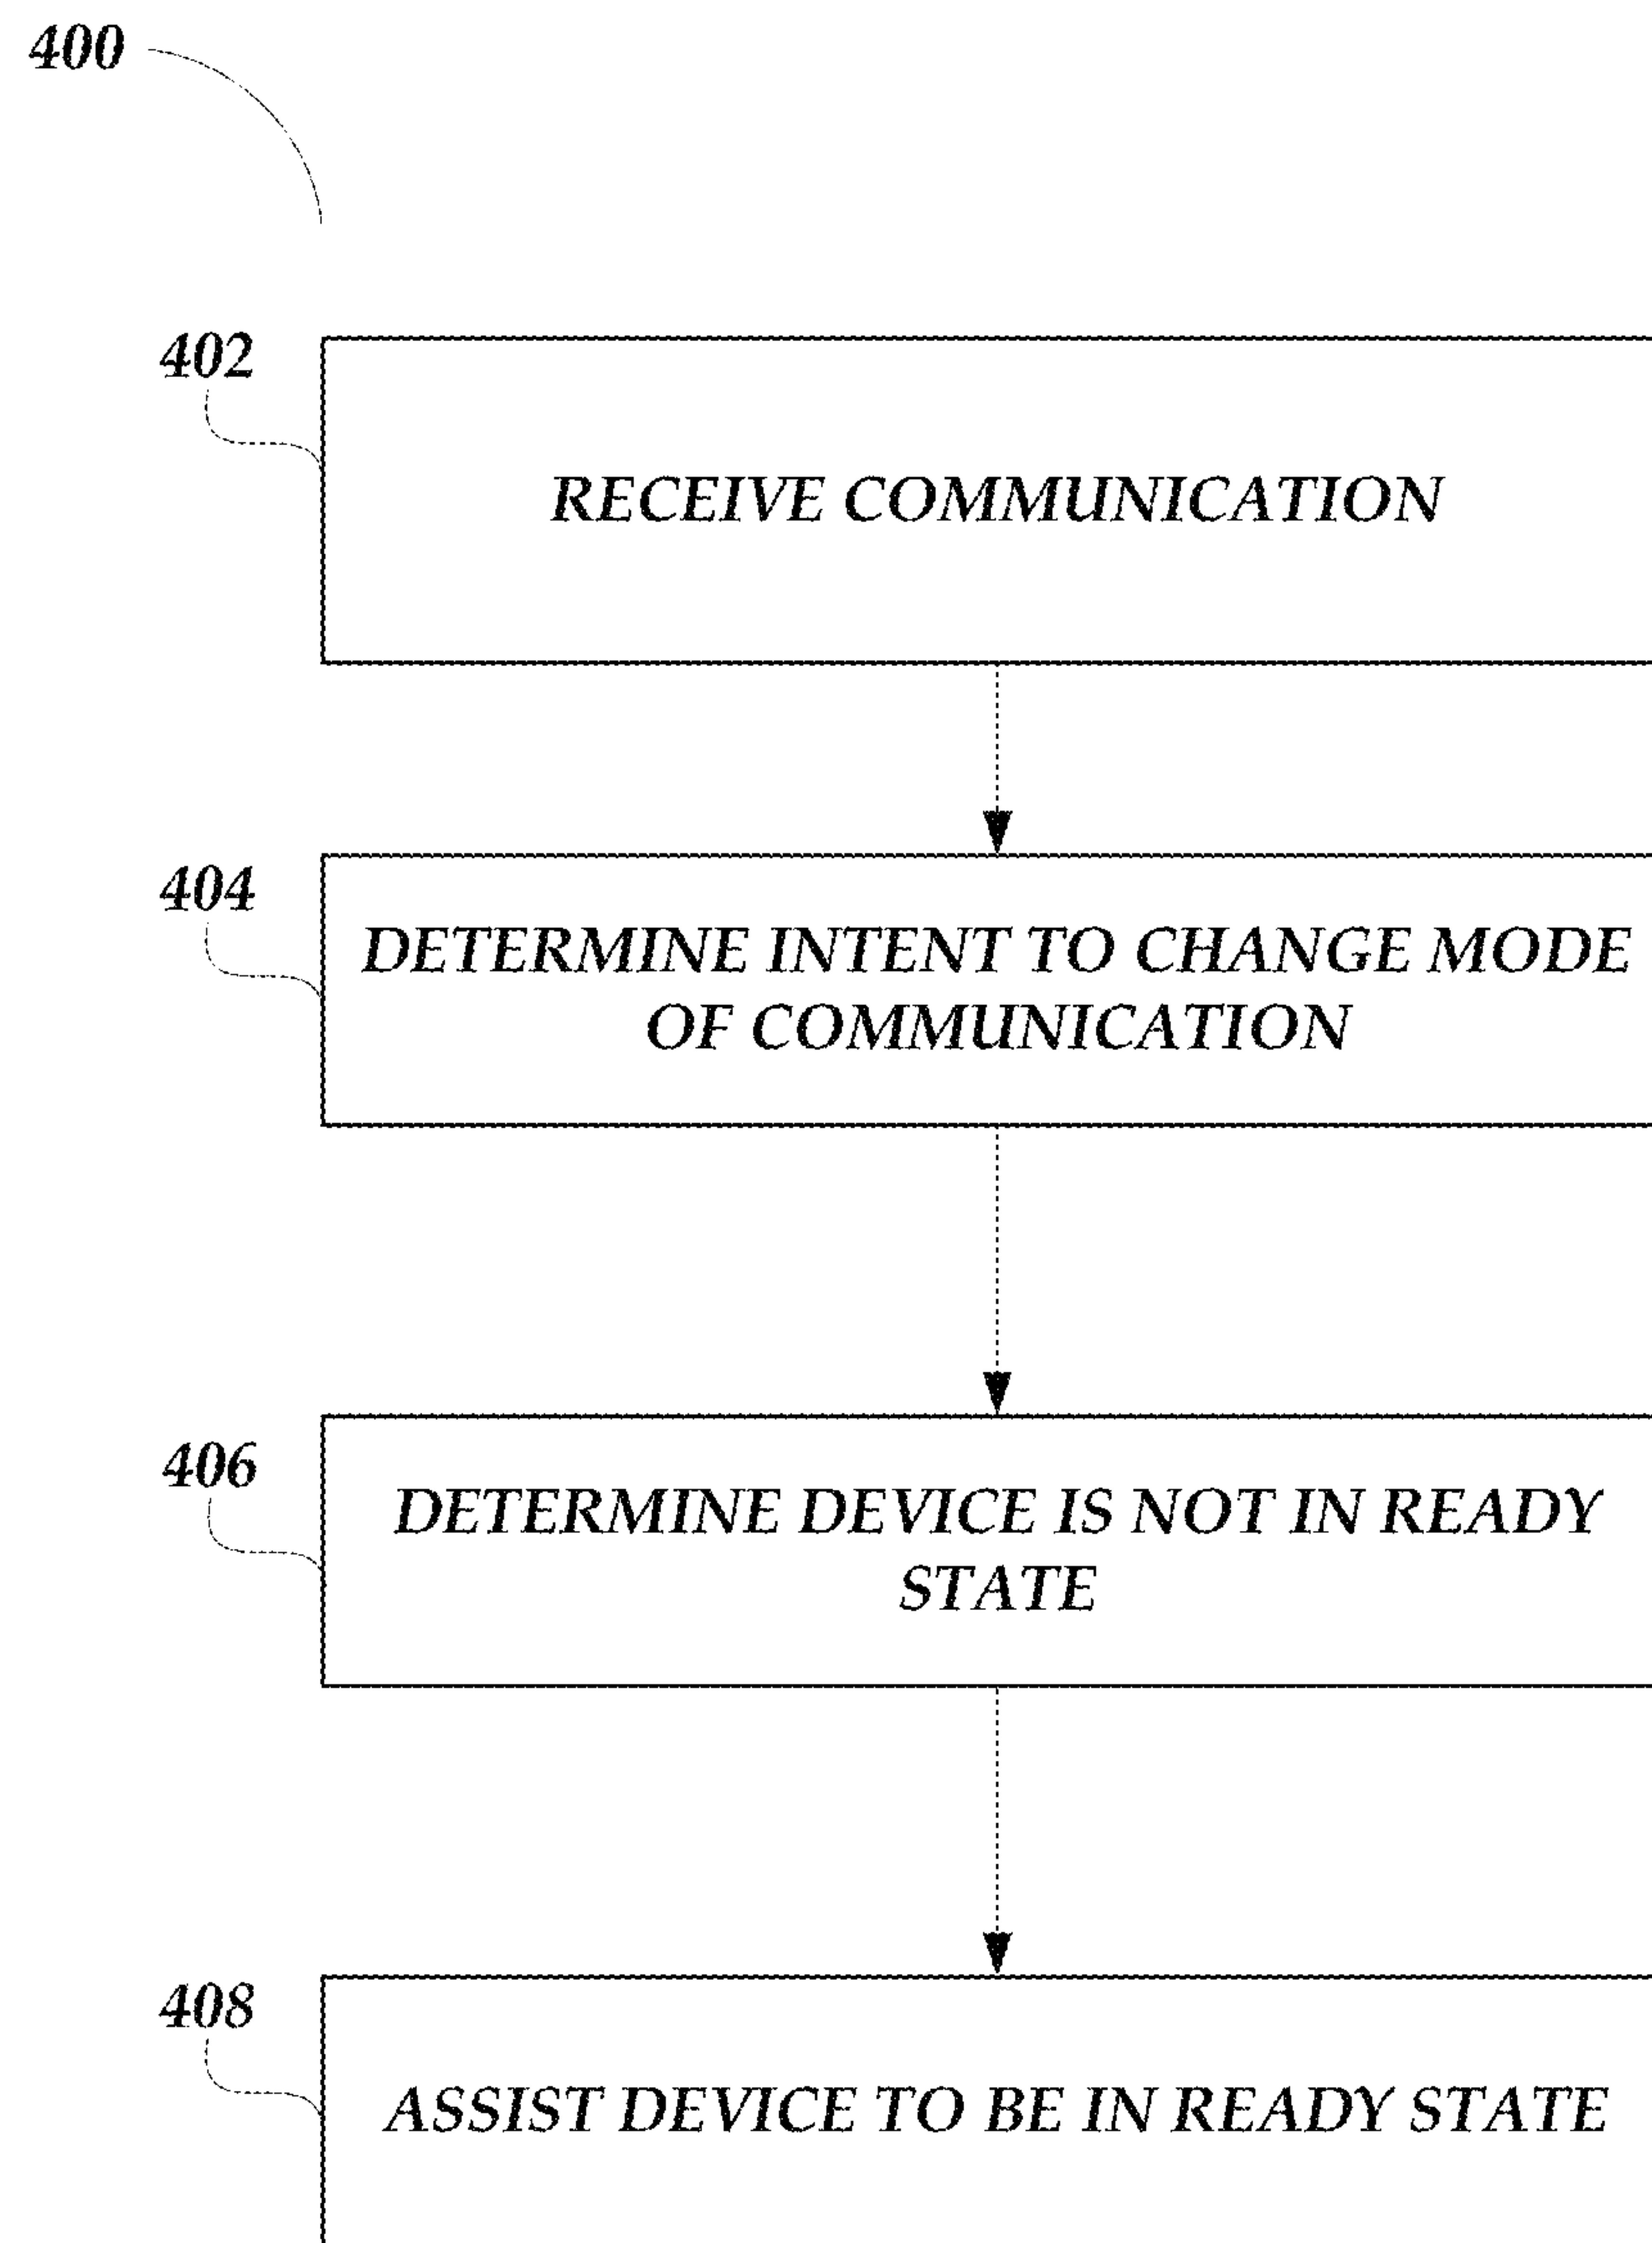 400
402
RECEIVE COMMUNICATION
404
DETERMINE INTENT TO CHANGE MODE
OF COMMUNICATION
406
DETERMINE DEVICE IS NOT IN READY
STATE
408
ASSIST DEVICE TO BE IN READY STATE